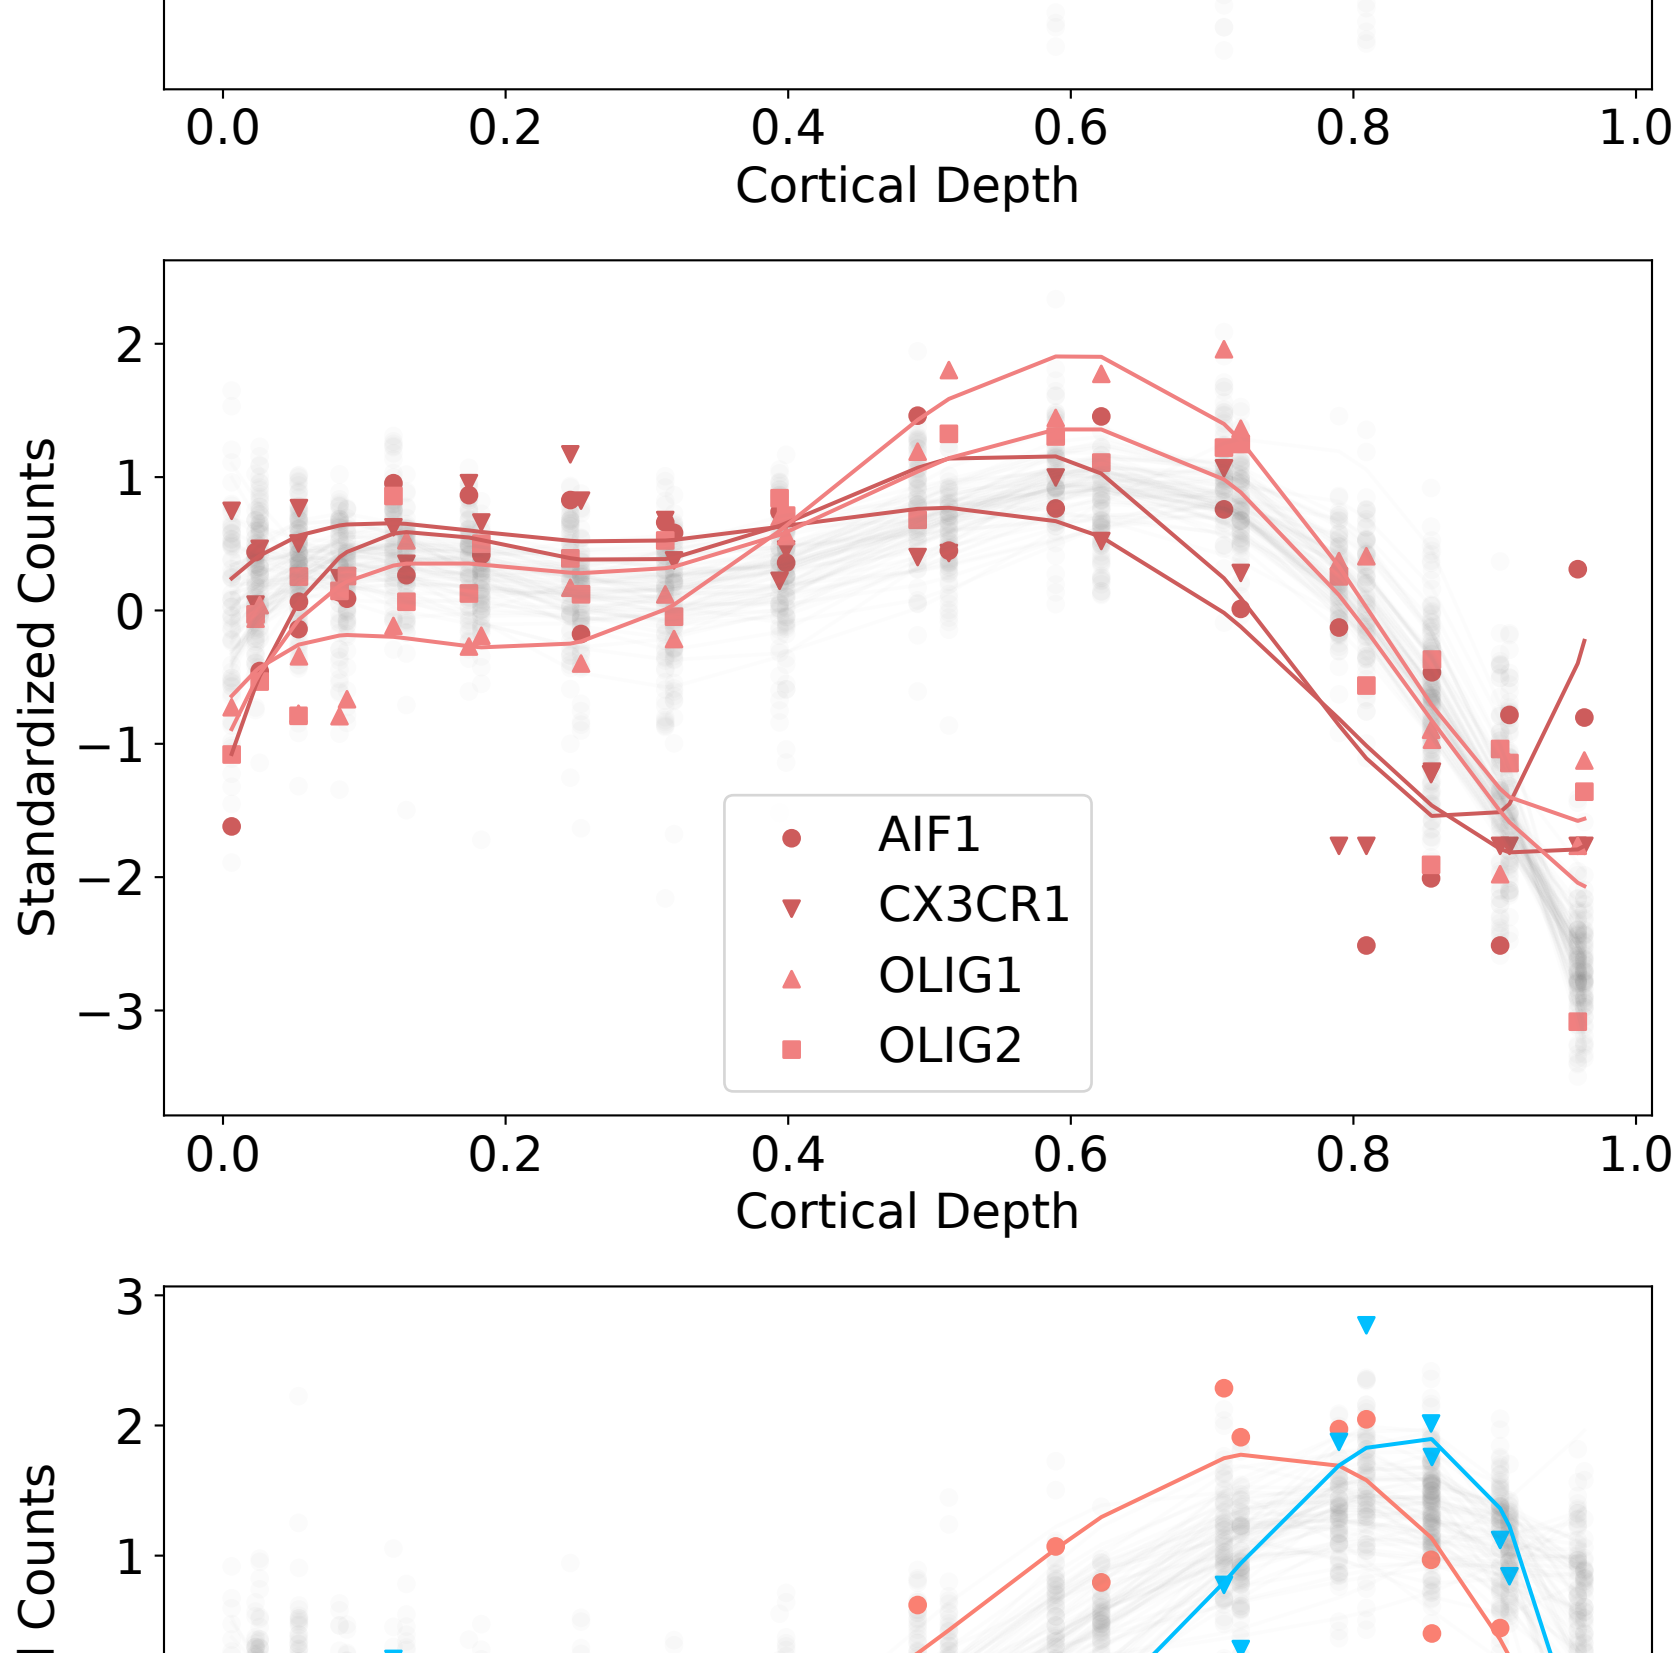 0.0 0.2 0.4 0.6 0.8 1.0
Cortical Depth
2
1
0
−1
−2
−3
Standardized Counts
AIF1
CX3CR1
OLIG1
OLIG2
0.0 0.2 0.4 0.6 0.8 1.0
Cortical Depth
3
2
1
Counts